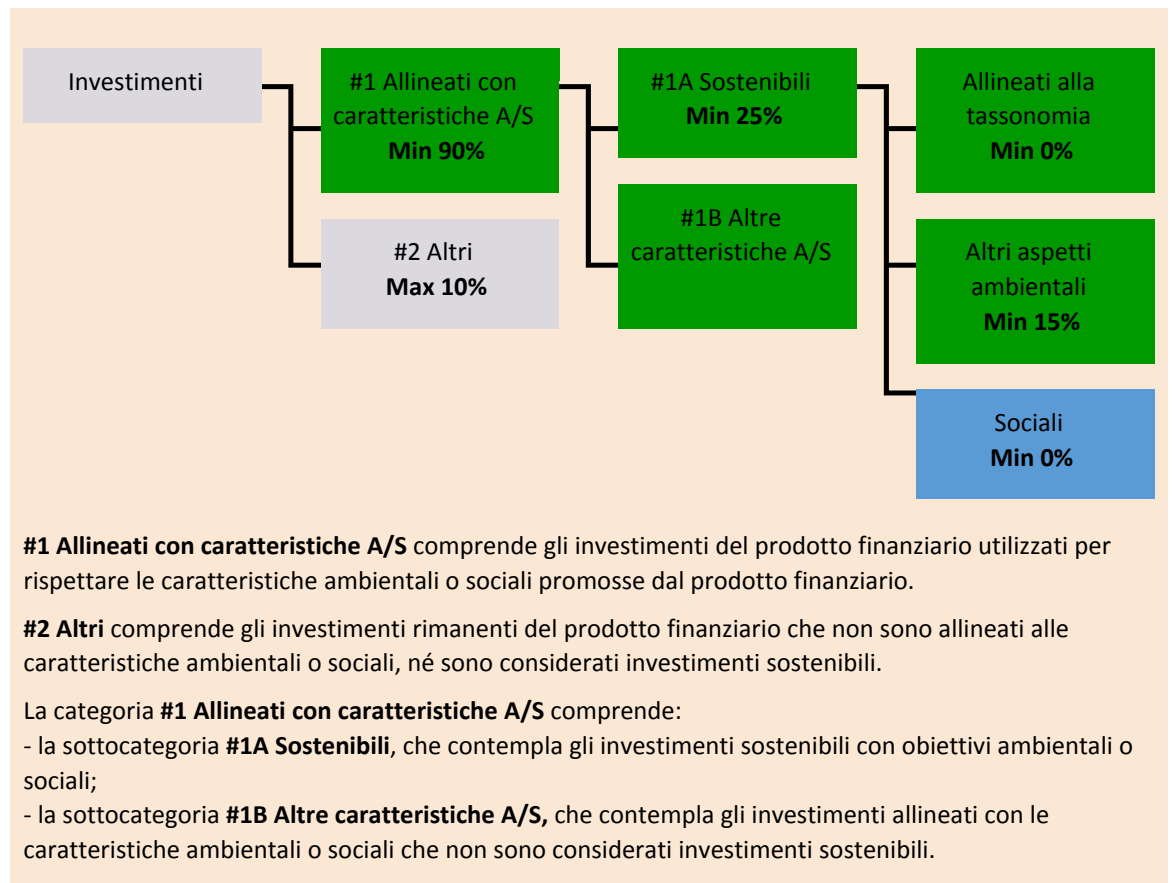 Investimenti
#1 Allineati con
caratteristiche A/S
Min 90%
#2 Altri
Max 10%
#1A Sostenibili
Min 25%
#1B Altre
caratteristiche A/S
Allineati alla
tassonomia
Min 0%
Altri aspetti
ambientali
Min 15%
Sociali
Min 0%
#1 Allineati con caratteristiche A/S comprende gli investimenti del prodotto finanziario utilizzati per
rispettare le caratteristiche ambientali o sociali promosse dal prodotto finanziario.
#2 Altri comprende gli investimenti rimanenti del prodotto finanziario che non sono allineati alle
caratteristiche ambientali o sociali, né sono considerati investimenti sostenibili.
La categoria #1 Allineati con caratteristiche A/S comprende:
- la sottocategoria #1A Sostenibili, che contempla gli investimenti sostenibili con obiettivi ambientali o
sociali;
- la sottocategoria #1B Altre caratteristiche A/S, che contempla gli investimenti allineati con le
caratteristiche ambientali o sociali che non sono considerati investimenti sostenibili.